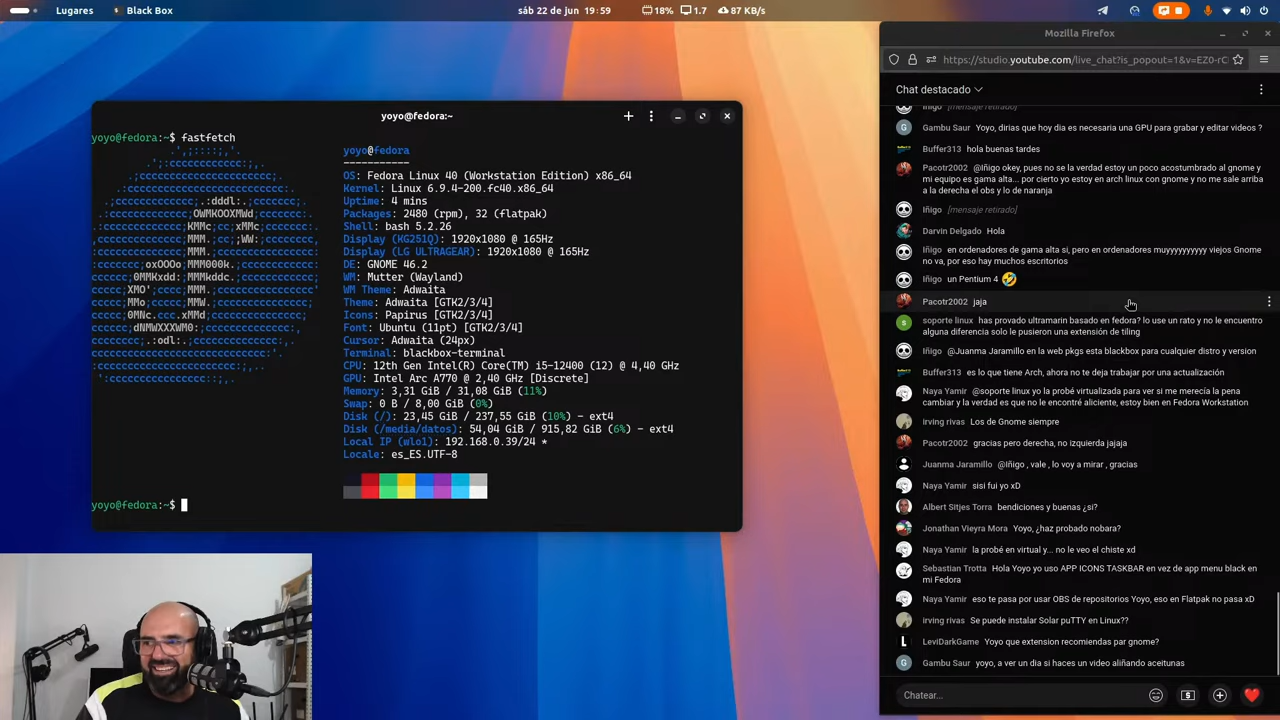 Lugares
Black Box
sáb 22 de jun 19:59
18%
1.7
87 KB/s
yoyo@fedora:~
yoyo@fedora:~$ fastfetch
yoyo@fedora
-----------
OS: Fedora Linux 40 (Workstation Edition) x86_64
Kernel: Linux 6.9.4-200.fc40.x86_64
Uptime: 4 mins
Packages: 2480 (rpm), 32 (flatpak)
Shell: bash 5.2.26
Display (KG251Q): 1920x1080 @ 165Hz
Display (LG ULTRAGEAR): 1920x1080 @ 165Hz
DE: GNOME 46.2
WM: Mutter (Wayland)
WM Theme: Adwaita
Theme: Adwaita [GTK2/3/4]
Icons: Papirus [GTK2/3/4]
Font: Ubuntu (11pt) [GTK2/3/4]
Cursor: Adwaita (24px)
Terminal: blackbox-terminal
CPU: 12th Gen Intel(R) Core(TM) i5-12400 (12) @ 4,40 GHz
GPU: Intel Arc A770 @ 2,40 GHz [Discrete]
Memory: 3,31 GiB / 31,08 GiB (11%)
Swap: 0 B / 8,00 GiB (0%)
Disk (/): 23,45 GiB / 237,55 GiB (10%) - ext4
Disk (/media/datos): 54,04 GiB / 915,82 GiB (6%) - ext4
Local IP (wlo1): 192.168.0.39/24 *
Locale: es_ES.UTF-8
yoyo@fedora:~$
Mozilla Firefox
https://studio.youtube.com/live_chat?is_popout=1&v=EZ0-rC
Chat destacado
Iñigo [mensaje retirado]
Gambu Saur Yoyo, dirias que hoy dia es necesaria una GPU para grabar y editar videos ?
Buffer313 hola buenas tardes
Pacotr2002 @Iñigo okey, pues no se la verdad estoy un poco acostumbrado al gnome y
mi equipo es gama alta... por cierto yo estoy en arch linux con gnome y no me sale arriba
a la derecha el obs y lo de naranja
Iñigo [mensaje retirado]
Darvin Delgado Hola
Iñigo en ordenadores de gama alta si, pero en ordenadores muyyyyyyyyy viejos Gnome
no va, por eso hay muchos escritorios
Iñigo un Pentium 4 🤣
Pacotr2002 jaja
soporte linux has provado ultramarin basado en fedora? lo use un rato y no le encuentro
alguna diferencia solo le pusieron una extensión de tiling
Iñigo @Juanma Jaramillo en la web pkgs esta blackbox para cualquier distro y version
Buffer313 es lo que tiene Arch, ahora no te deja trabajar por una actualización
Naya Yamir @soporte linux yo la probé virtualizada para ver si me merecía la pena
cambiar y la verdad es que no le encontré aliciente, estoy bien en Fedora Workstation
irving rivas Los de Gnome siempre
Pacotr2002 gracias pero derecha, no izquierda jajaja
Juanma Jaramillo @Iñigo , vale , lo voy a mirar , gracias
Naya Yamir sisi fui yo xD
Albert Sitjes Torra bendiciones y buenas ¿si?
Jonathan Vieyra Mora Yoyo, ¿haz probado nobara?
Naya Yamir la probé en virtual y... no le veo el chiste xd
Sebastian Trotta Hola Yoyo yo uso APP ICONS TASKBAR en vez de app menu black en
mi Fedora
Naya Yamir eso te pasa por usar OBS de repositorios Yoyo, eso en Flatpak no pasa xD
irving rivas Se puede instalar Solar puTTY en Linux??
LeviDarkGame Yoyo que extension recomiendas par gnome?
Gambu Saur yoyo, a ver un dia si haces un video aliñando aceitunas
Chatear...